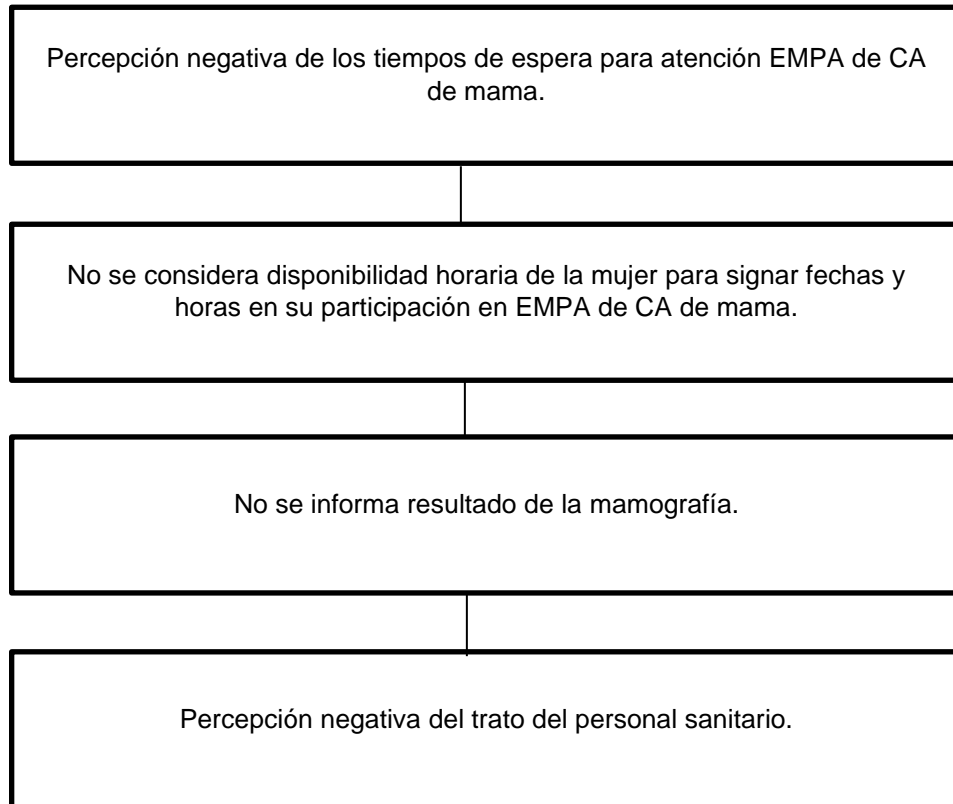 Percepción negativa de los tiempos de espera para atención EMPA de CA
de mama.
No se considera disponibilidad horaria de la mujer para signar fechas y
horas en su participación en EMPA de CA de mama.
No se informa resultado de la mamografía.
Percepción negativa del trato del personal sanitario.